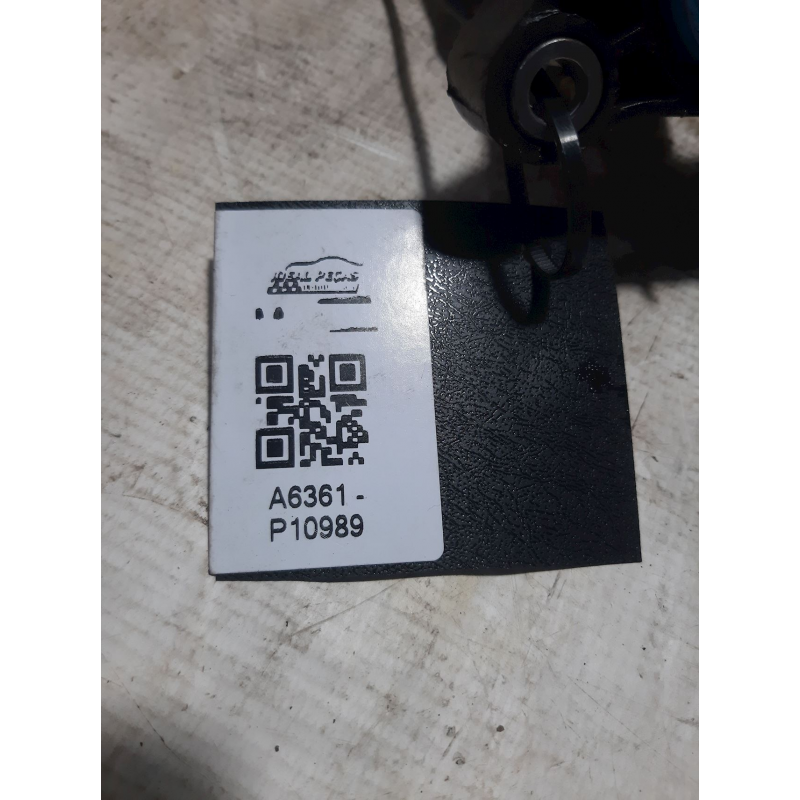 IDEAL PEÇAS
A6361 -
P10989